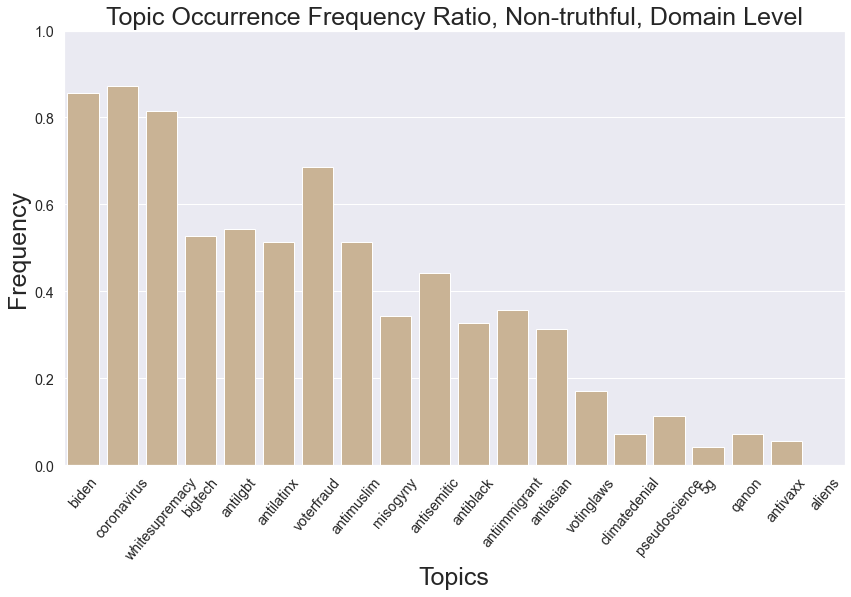 Topic Occurrence Frequency Ratio, Non-truthful, Domain Level
1.0
0.8
0.6
0.4
0.2
0.0
Frequency
biden
coronavirus
whitesupremacy
bigtech
antilgbt
antilatinx
voterfraud
antimuslim
misogyny
antisemitic
antiblack
antiimmigrant
antiasian
votinglaws
climatedenial
pseudoscience
5g
qanon
antivaxx
aliens
Topics